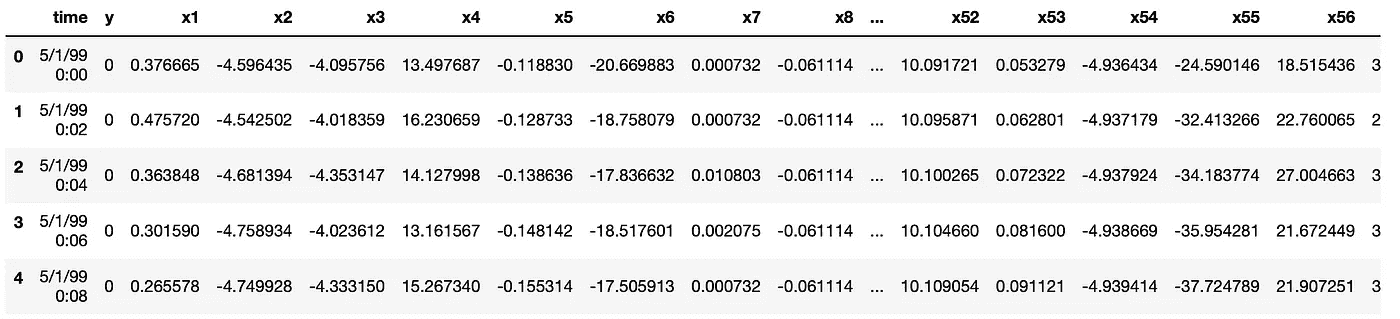 time y x1 x2 x3 x4 x5 x6 x7 x8 ... x52 x53 x54 x55 x56
0 5/1/99 0:00 0 0.376665 -4.596435 -4.095756 13.497687 -0.118830 -20.669883 0.000732 -0.061114 ... 10.091721 0.053279 -4.936434 -24.590146 18.515436 3
1 5/1/99 0:02 0 0.475720 -4.542502 -4.018359 16.230659 -0.128733 -18.758079 0.000732 -0.061114 ... 10.095871 0.062801 -4.937179 -32.413266 22.760065 2
2 5/1/99 0:04 0 0.363848 -4.681394 -4.353147 14.127998 -0.138636 -17.836632 0.010803 -0.061114 ... 10.100265 0.072322 -4.937924 -34.183774 27.004663 3
3 5/1/99 0:06 0 0.301590 -4.758934 -4.023612 13.161567 -0.148142 -18.517601 0.002075 -0.061114 ... 10.104660 0.081600 -4.938669 -35.954281 21.672449 3
4 5/1/99 0:08 0 0.265578 -4.749928 -4.333150 15.267340 -0.155314 -17.505913 0.000732 -0.061114 ... 10.109054 0.091121 -4.939414 -37.724789 21.907251 3